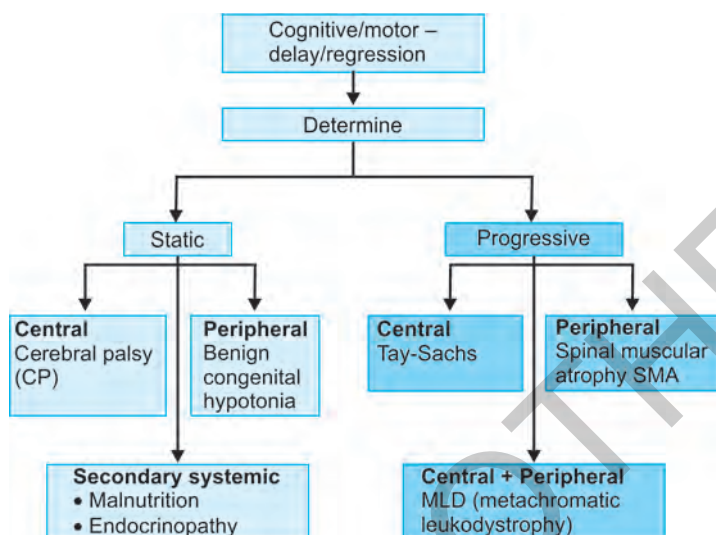 Cognitive/motor –
delay/regression
Determine
Static
Progressive
Central
Cerebral palsy
(CP)
Peripheral
Benign
congenital
hypotonia
Central
Tay-Sachs
Peripheral
Spinal muscular
atrophy SMA
Secondary systemic
• Malnutrition
• Endocrinopathy
Central + Peripheral
MLD (metachromatic
leukodystrophy)